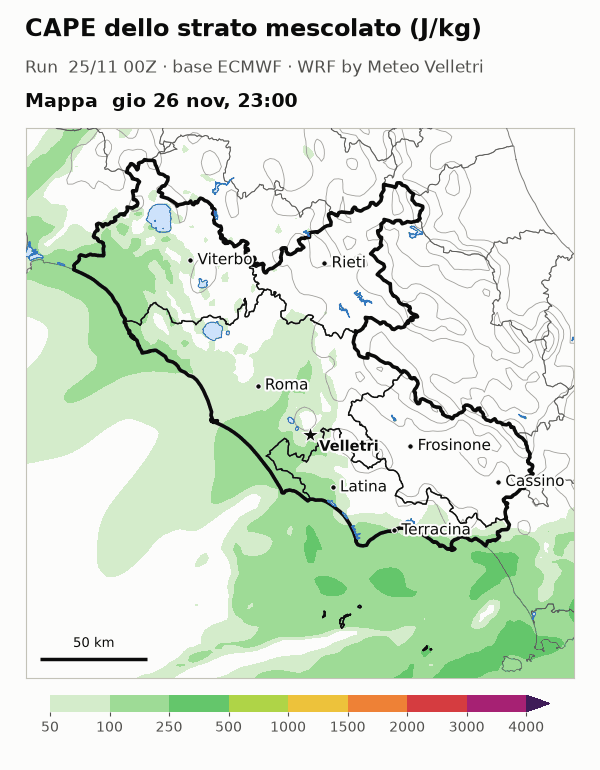 CAPE dello strato mescolato (J/kg)
Run  25/11 00Z · base ECMWF · WRF by Meteo Velletri
Mappa  gio 26 nov, 23:00
Viterbo
Rieti
Roma
Velletri
Frosinone
Cassino
Latina
Terracina
50 km
50 100 250 500 1000 1500 2000 3000 4000